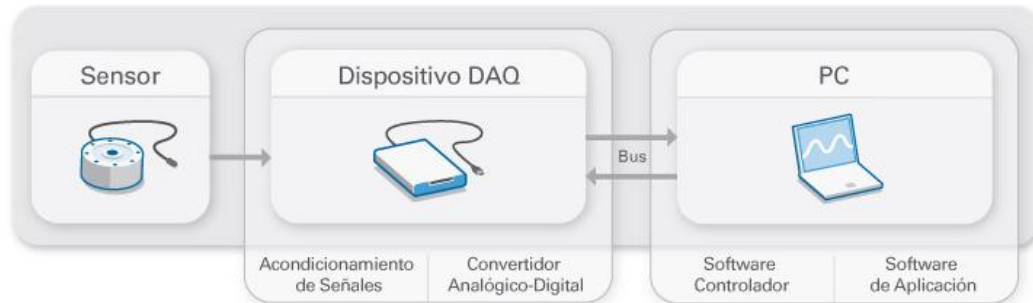 Sensor
Dispositivo DAQ
PC
Bus
Acondicionamiento
de Señales
Convertidor
Analógico-Digital
Software
Controlador
Software
de Aplicación